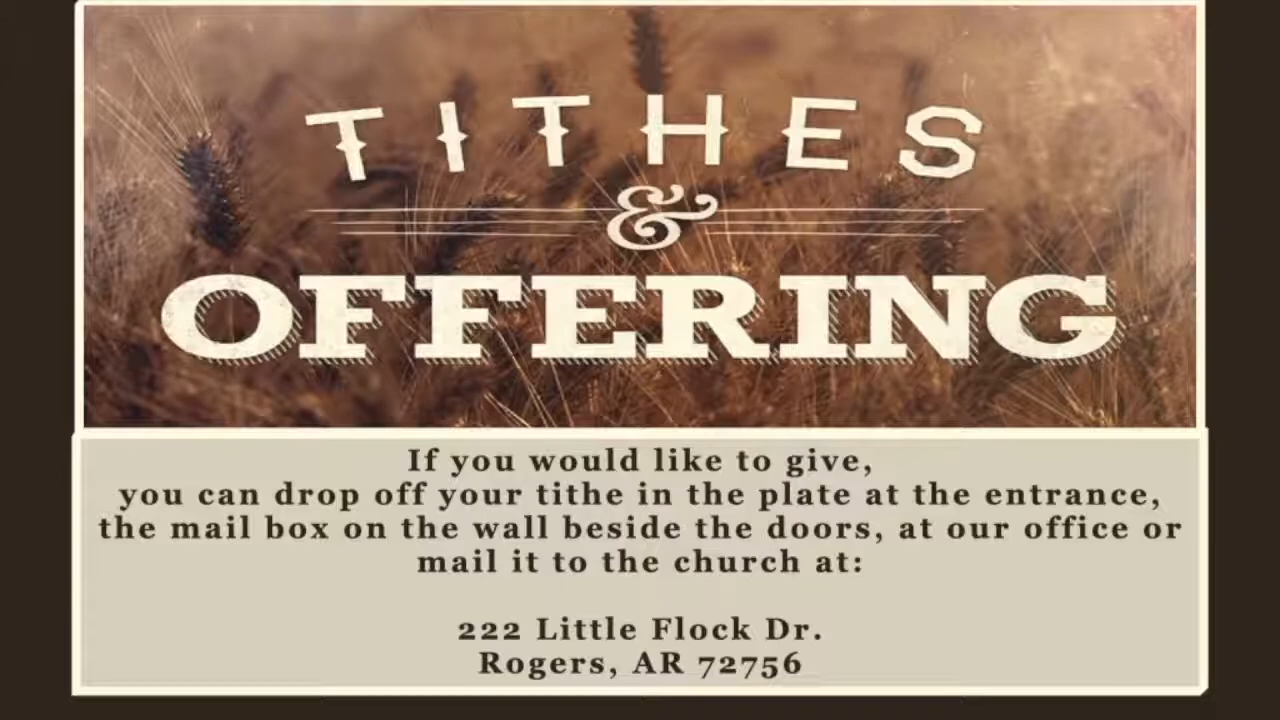 TITHES
&
OFFERING
If you would like to give,
you can drop off your tithe in the plate at the entrance,
the mail box on the wall beside the doors, at our office or
mail it to the church at:
222 Little Flock Dr.
Rogers, AR 72756